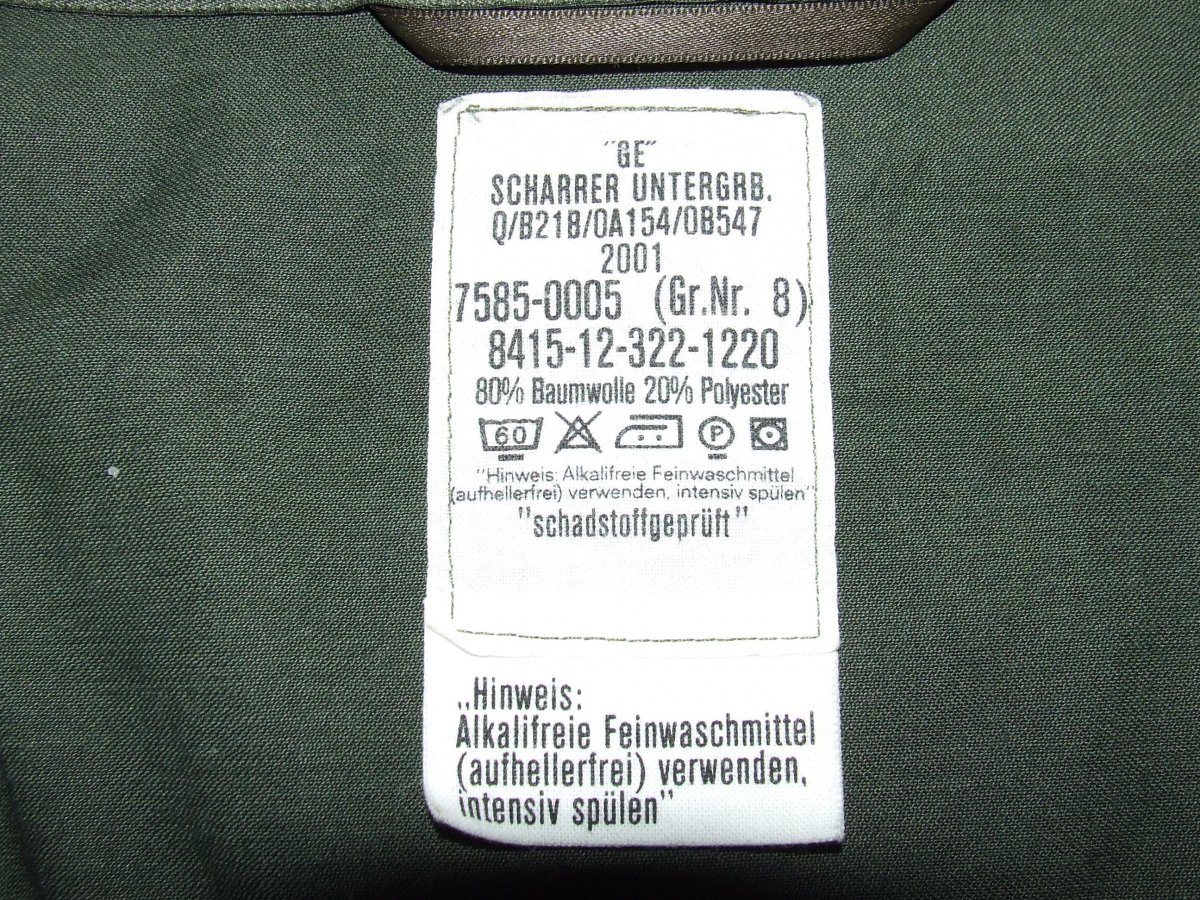 "GE"
SCHARRER UNTERGRB.
Q/B21B/0A154/0B547
2001
7585-0005 (Gr.Nr. 8)
8415-12-322-1220
80% Baumwolle 20% Polyester
60 P
"Hinweis: Alkalifreie Feinwaschmittel
(aufhellerfrei) verwenden, intensiv spülen"
"schadstoffgeprüft"
„Hinweis:
Alkalifreie Feinwaschmittel
(aufhellerfrei) verwenden,
intensiv spülen"